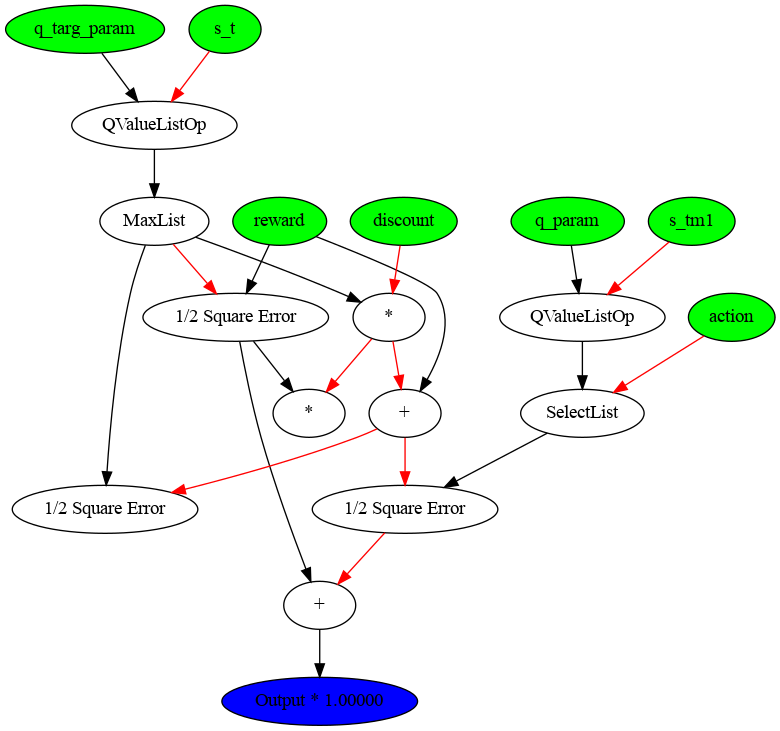 q_targ_param
s_t
QValueListOp
MaxList
reward
discount
q_param
s_tm1
1/2 Square Error
*
QValueListOp
action
*
+
SelectList
1/2 Square Error
1/2 Square Error
+
Output * 1.00000